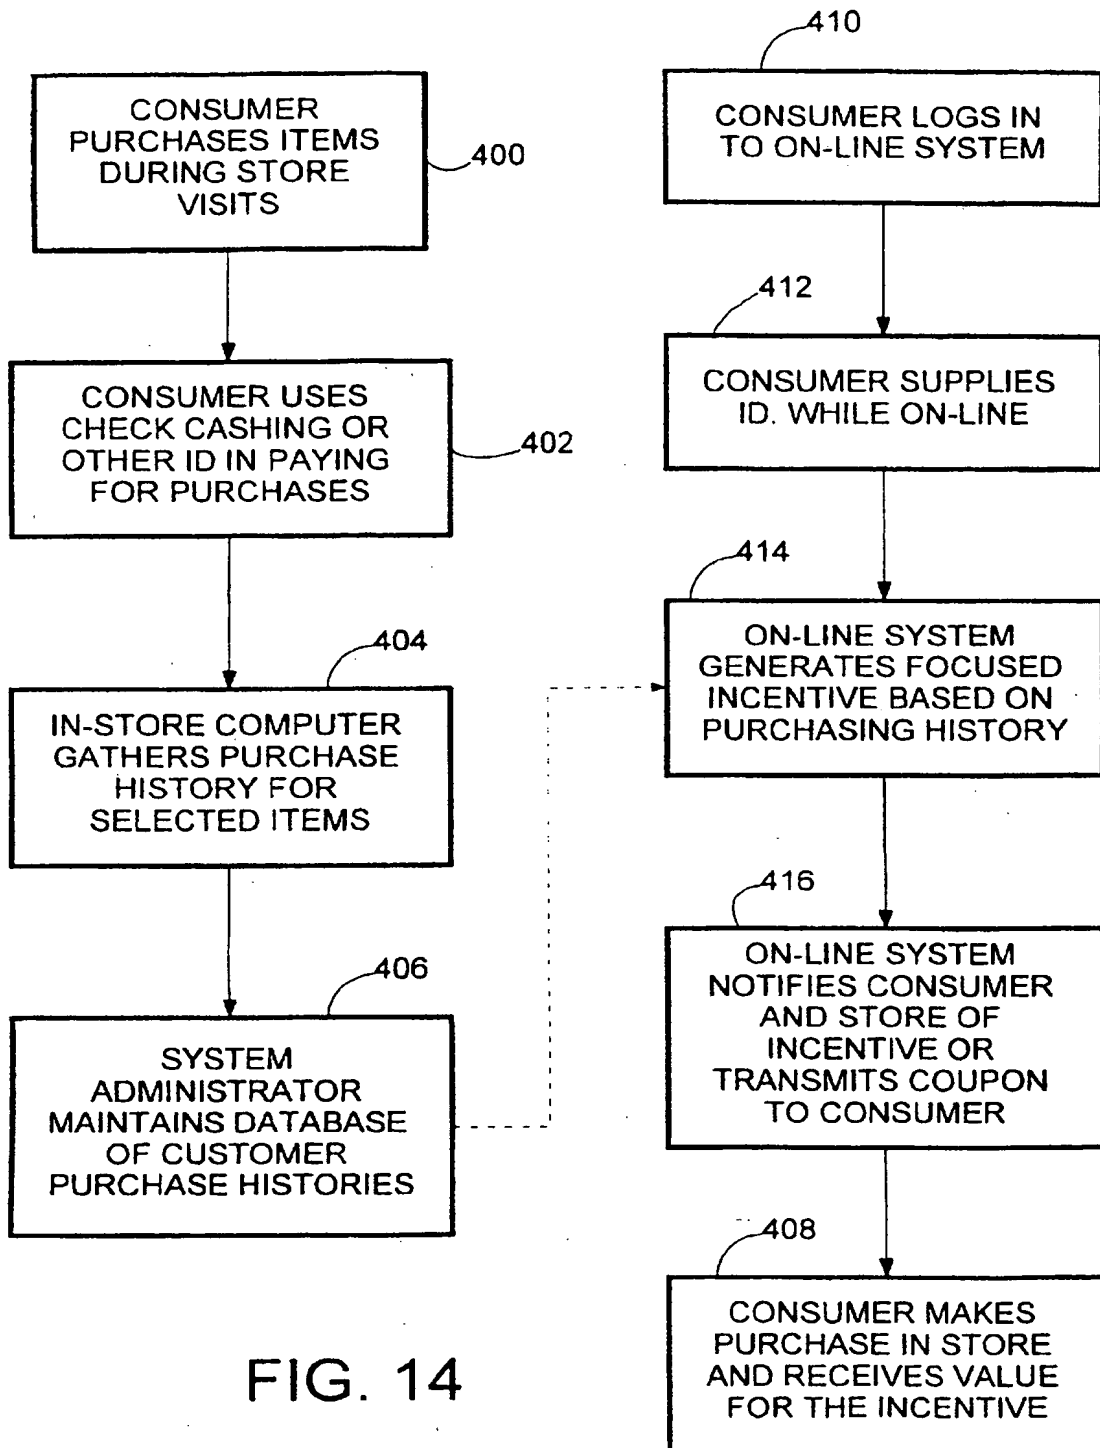 CONSUMER
PURCHASES ITEMS
DURING STORE
VISITS
400
CONSUMER USES
CHECK CASHING OR
OTHER ID IN PAYING
FOR PURCHASES
402
404
IN-STORE COMPUTER
GATHERS PURCHASE
HISTORY FOR
SELECTED ITEMS
406
SYSTEM
ADMINISTRATOR
MAINTAINS DATABASE
OF CUSTOMER
PURCHASE HISTORIES
410
CONSUMER LOGS IN
TO ON-LINE SYSTEM
412
CONSUMER SUPPLIES
ID. WHILE ON-LINE
414
ON-LINE SYSTEM
GENERATES FOCUSED
INCENTIVE BASED ON
PURCHASING HISTORY
416
ON-LINE SYSTEM
NOTIFIES CONSUMER
AND STORE OF
INCENTIVE OR
TRANSMITS COUPON
TO CONSUMER
408
CONSUMER MAKES
PURCHASE IN STORE
AND RECEIVES VALUE
FOR THE INCENTIVE
FIG. 14